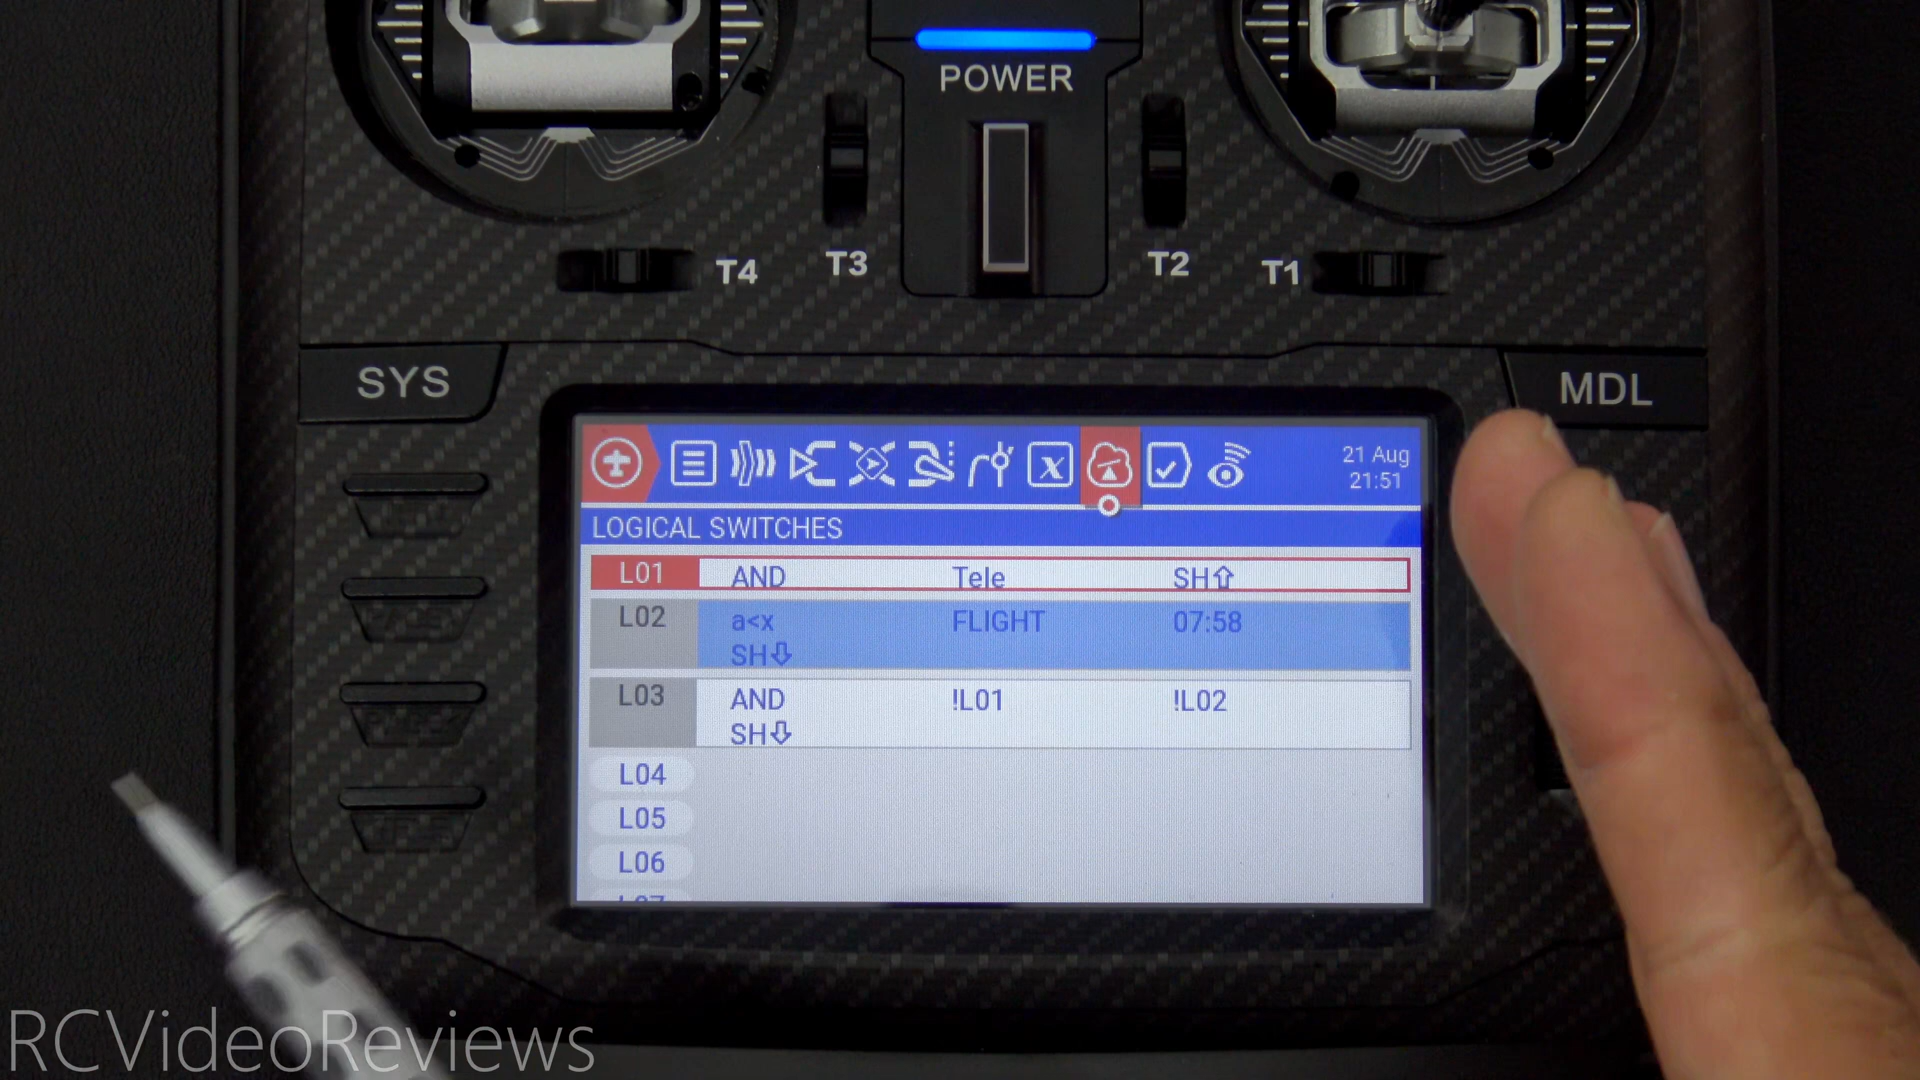 POWER
T4
T3
T2
T1
SYS
MDL
X
21 Aug
21:51
LOGICAL SWITCHES
L01 AND Tele SH⇧
L02 a<x FLIGHT 07:58
SH⇩
L03 AND !L01 !L02
SH⇩
L04
L05
L06
L07
RCVideoReviews